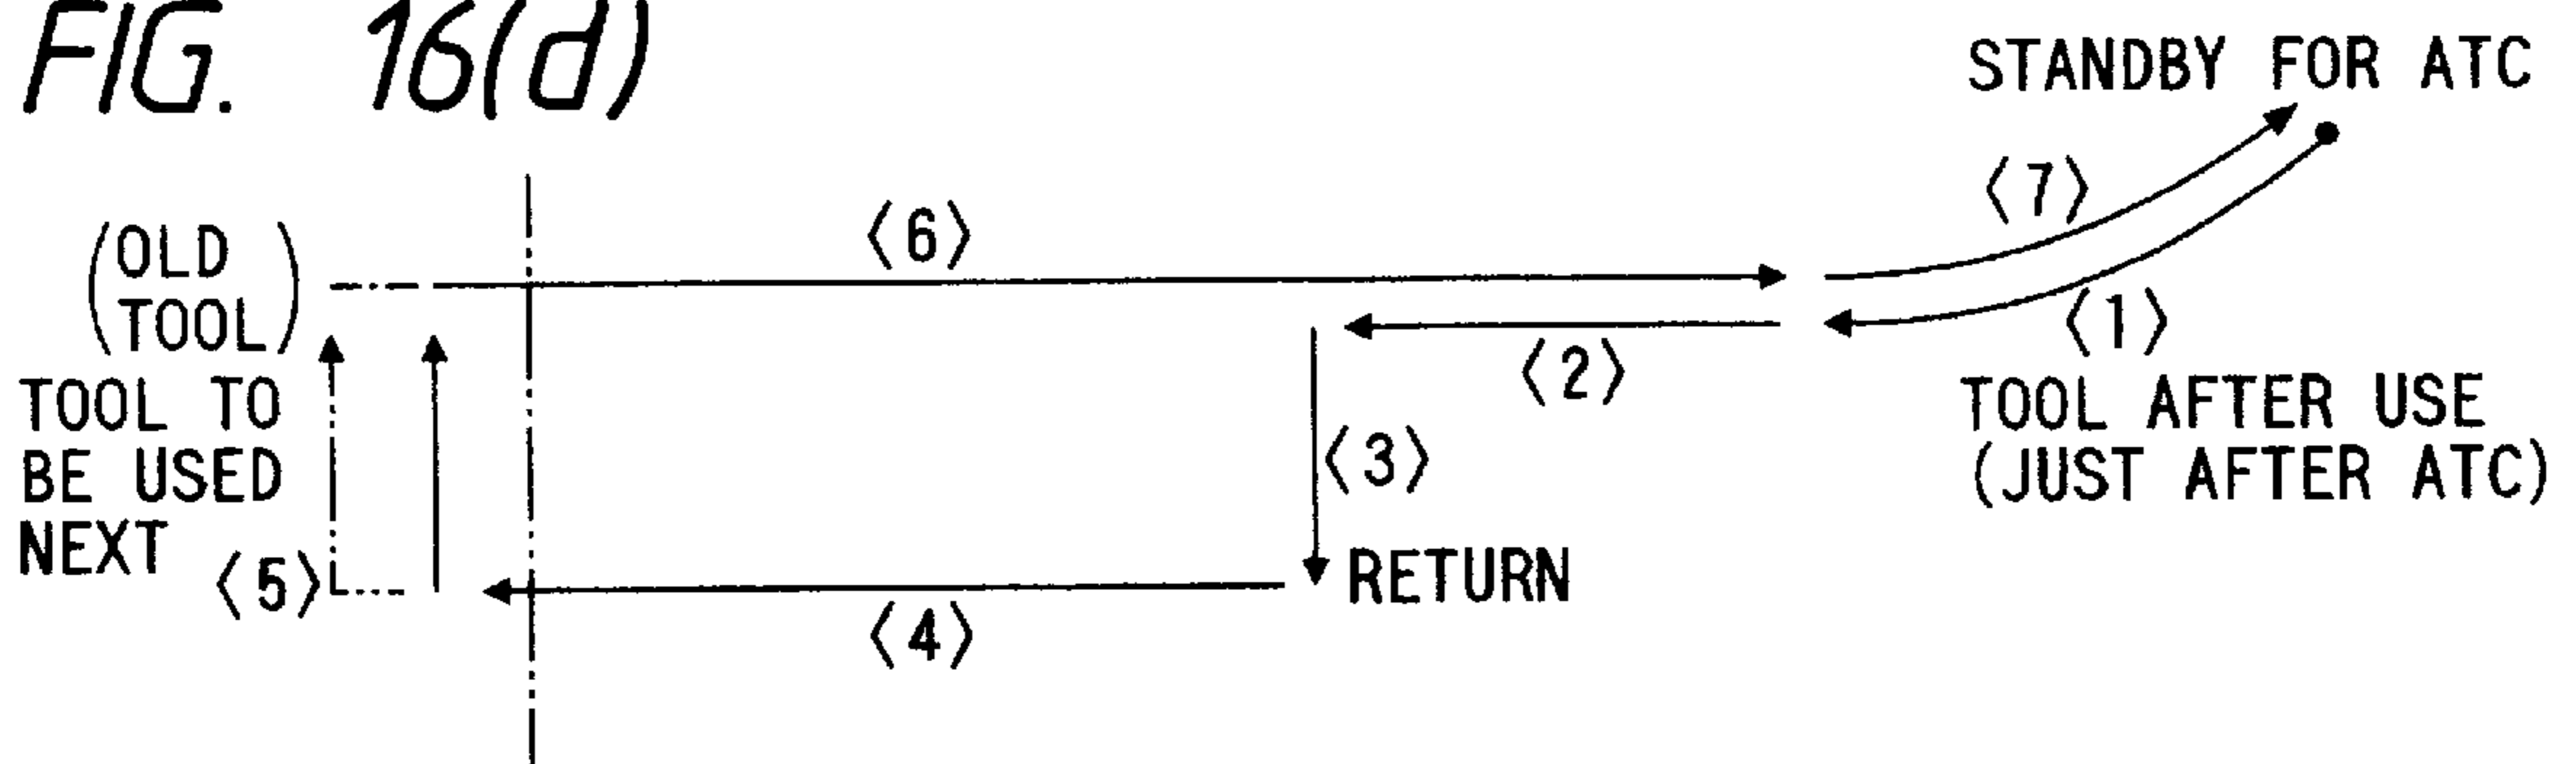 FIG. 16(d)
STANDBY FOR ATC
〈7〉
〈6〉
(OLD
TOOL)
〈1〉
〈2〉
TOOL TO
BE USED
NEXT
TOOL AFTER USE
(JUST AFTER ATC)
〈3〉
RETURN
〈5〉
〈4〉